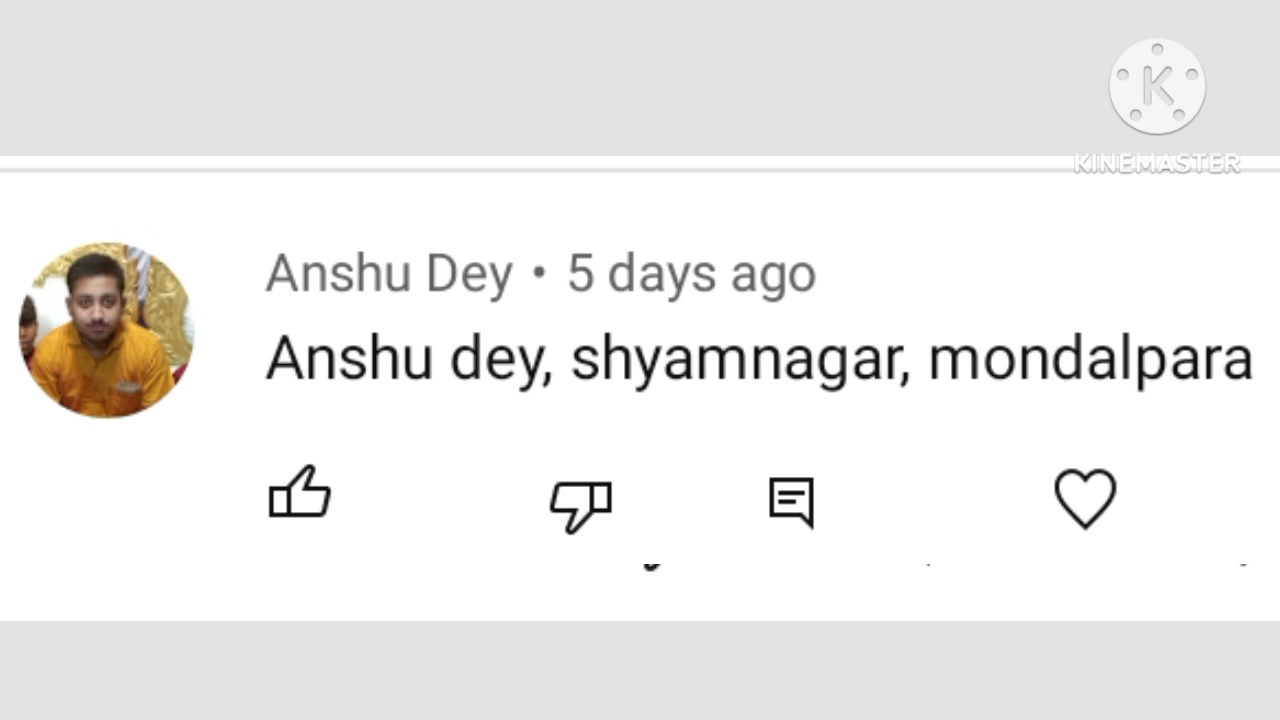 K
KINEMASTER
Anshu Dey • 5 days ago
Anshu dey, shyamnagar, mondalpara